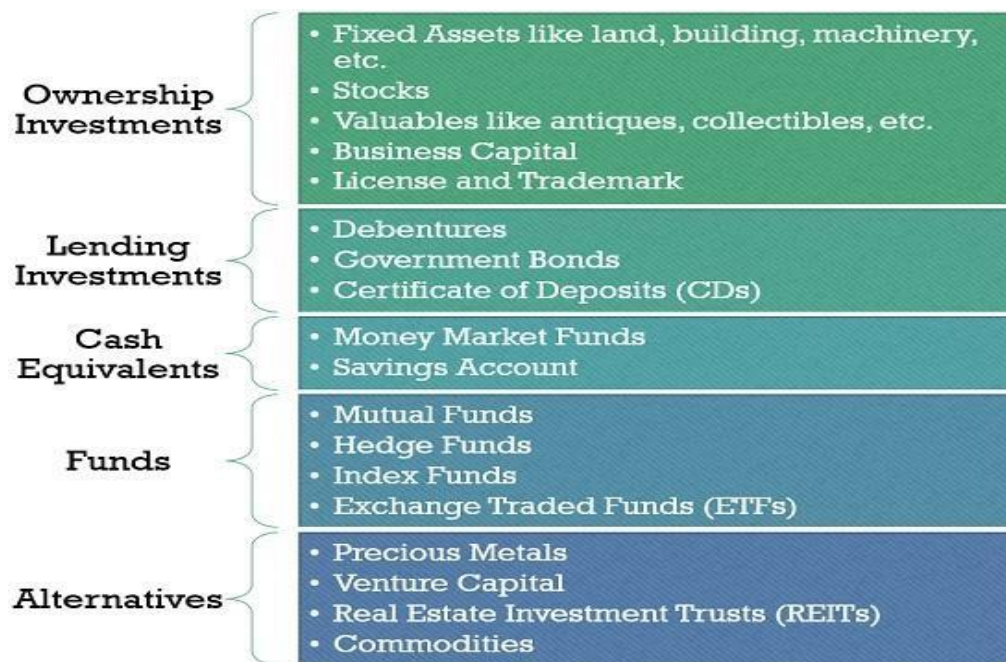 Ownership
Investments
• Fixed Assets like land, building, machinery,
etc.
• Stocks
• Valuables like antiques, collectibles, etc.
• Business Capital
• License and Trademark
Lending
Investments
• Debentures
• Government Bonds
• Certificate of Deposits (CDs)
Cash
Equivalents
• Money Market Funds
• Savings Account
Funds
• Mutual Funds
• Hedge Funds
• Index Funds
• Exchange Traded Funds (ETFs)
Alternatives
• Precious Metals
• Venture Capital
• Real Estate Investment Trusts (REITs)
• Commodities